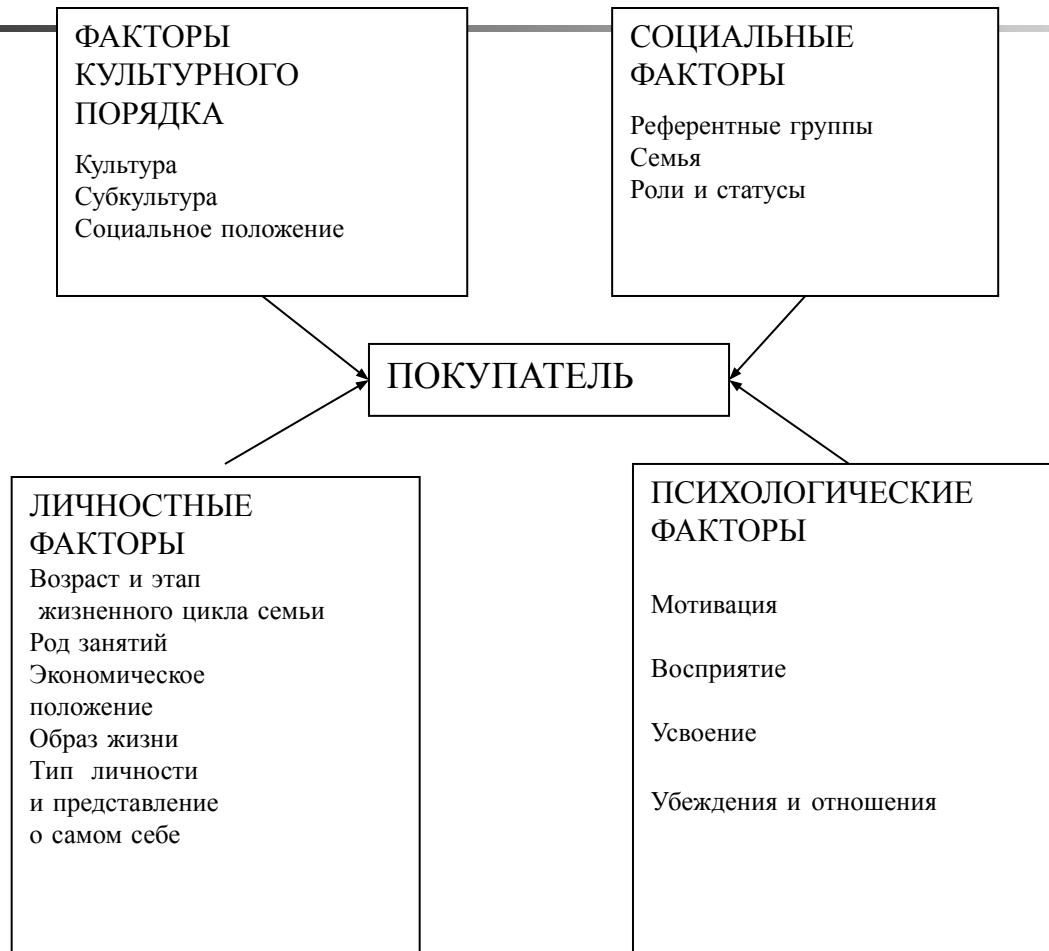 ФАКТОРЫ
КУЛЬТУРНОГО
ПОРЯДКА
Культура
Субкультура
Социальное положение
СОЦИАЛЬНЫЕ
ФАКТОРЫ
Референтные группы
Семья
Роли и статусы
ПОКУПАТЕЛЬ
ЛИЧНОСТНЫЕ
ФАКТОРЫ
Возраст и этап
жизненного цикла семьи
Род занятий
Экономическое
положение
Образ жизни
Тип личности
и представление
о самом себе
ПСИХОЛОГИЧЕСКИЕ
ФАКТОРЫ
Мотивация
Восприятие
Усвоение
Убеждения и отношения